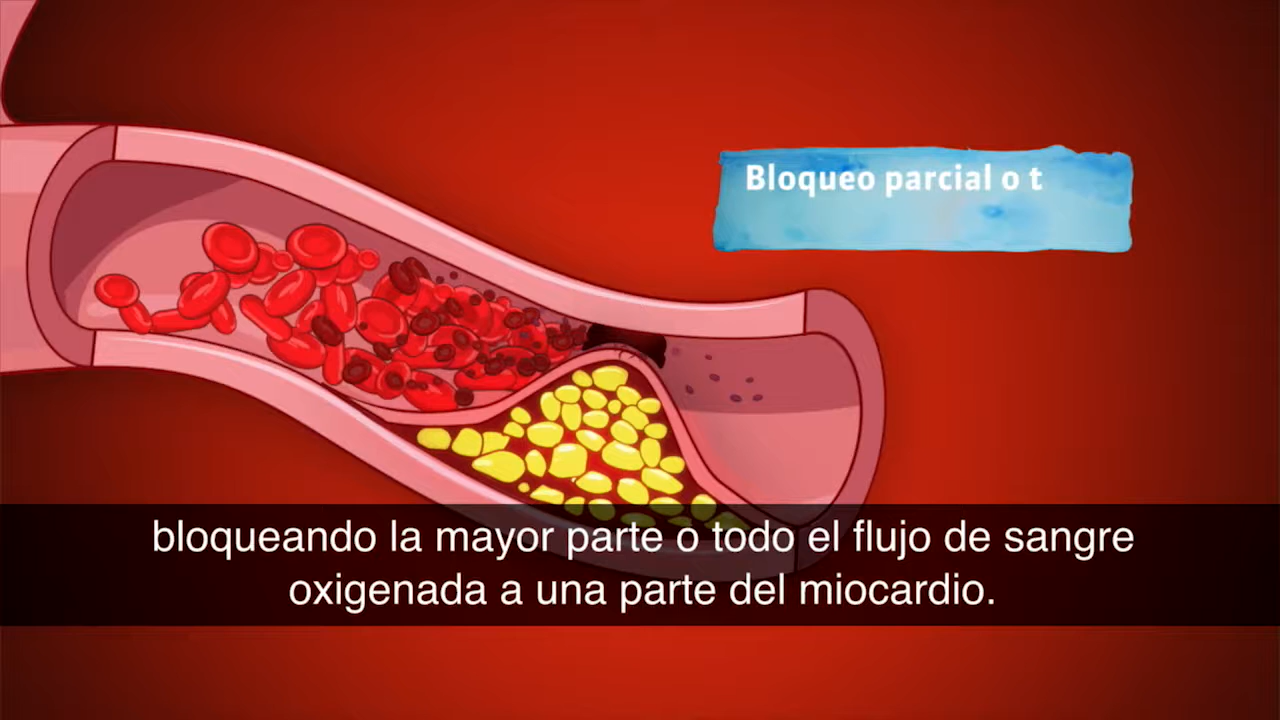 Bloqueo parcial o t
bloqueando la mayor parte o todo el flujo de sangre
oxigenada a una parte del miocardio.